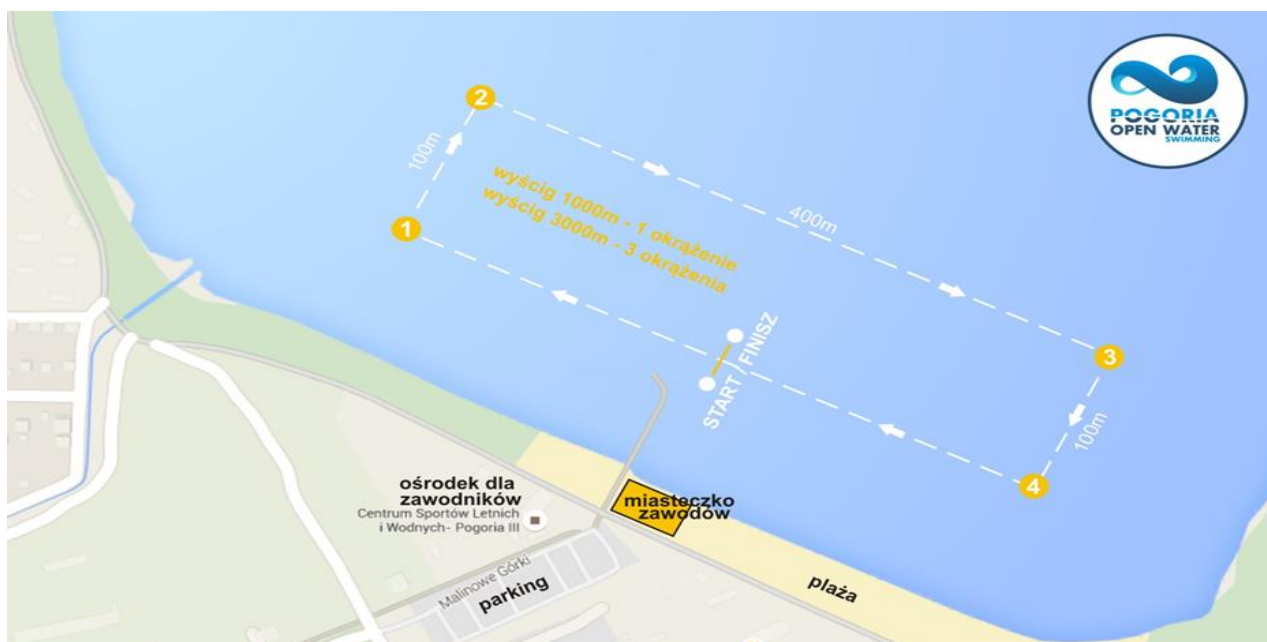 POGORIA
OPEN WATER
SWIMMING
2
100m
1
wyścig 1000m - 1 okrążenie
wyścig 3000m - 3 okrążenia
400m
START / FINISZ
3
100m
4
ośrodek dla
zawodników
Centrum Sportów Letnich
i Wodnych- Pogoria III
miasteczko
zawodów
Malinowe Górki
parking
plaża